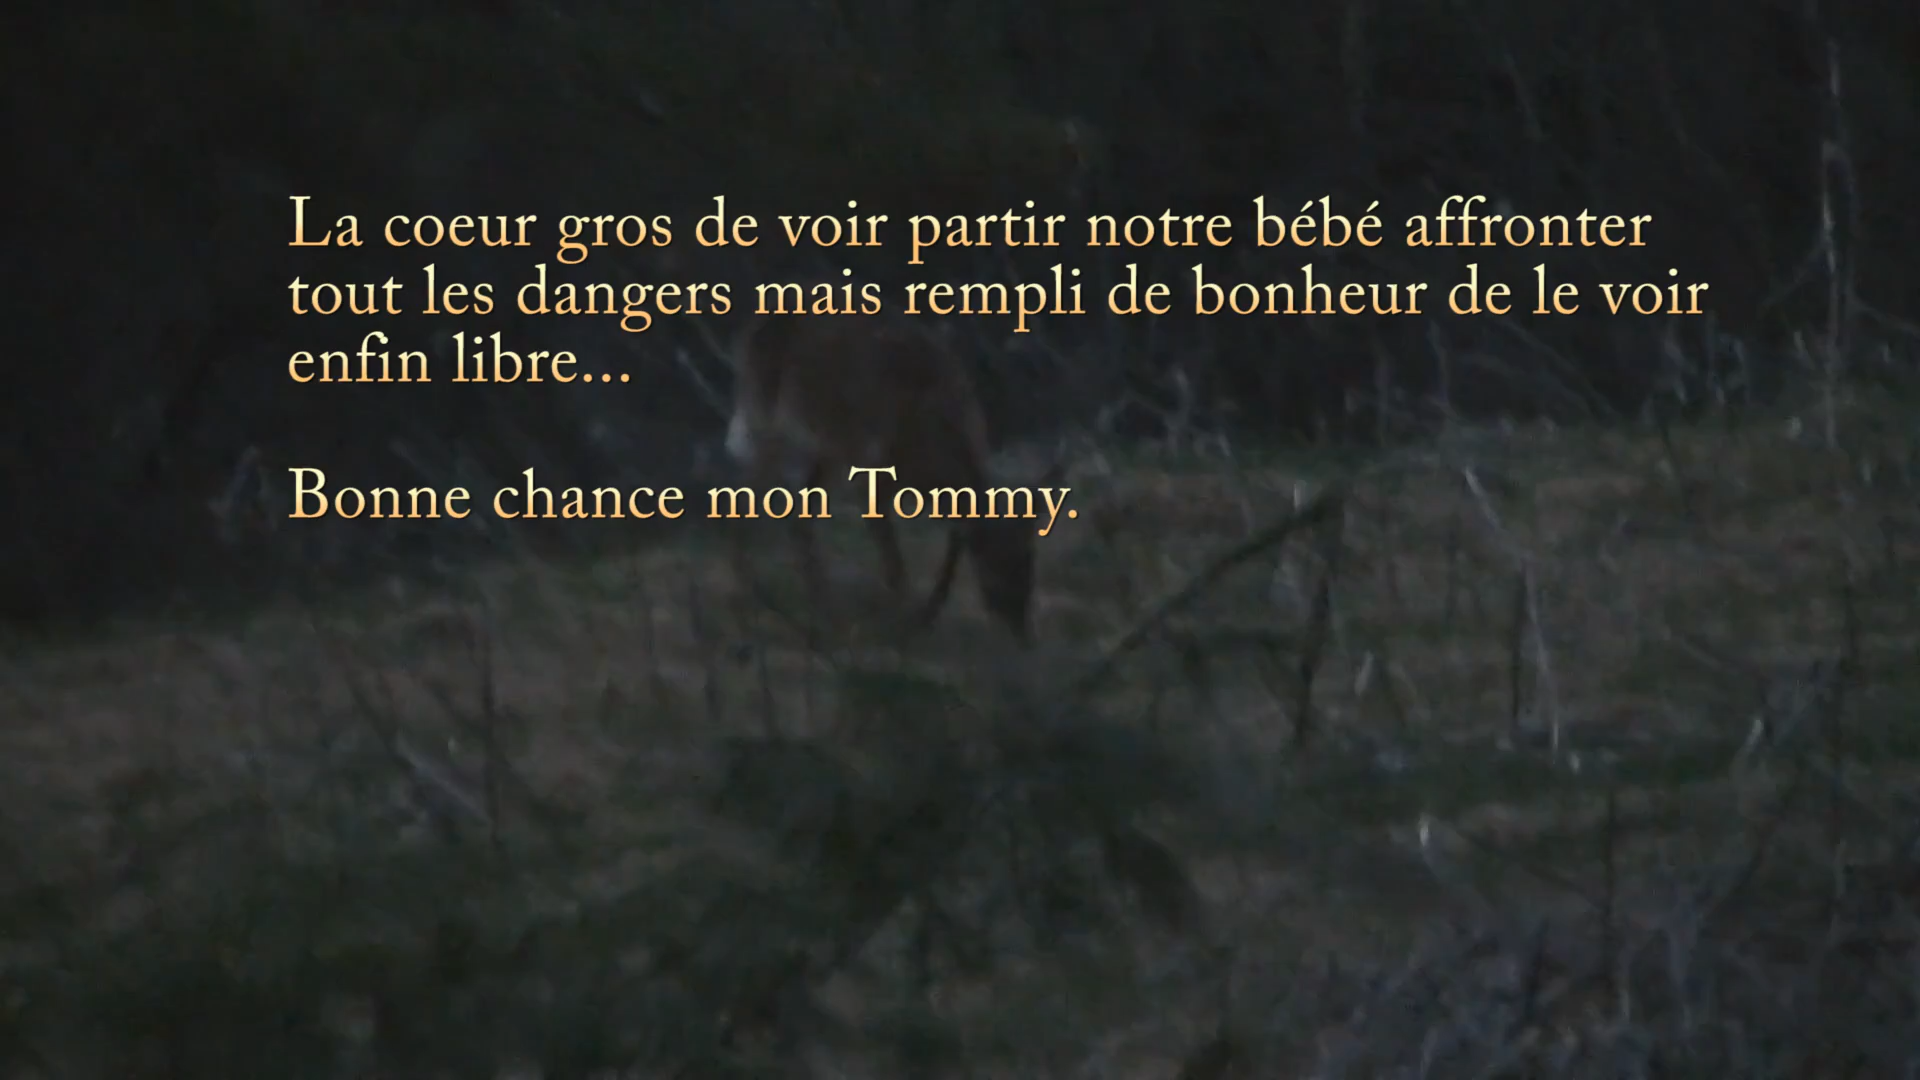 La coeur gros de voir partir notre bébé affronter
tout les dangers mais rempli de bonheur de le voir
enfin libre...
Bonne chance mon Tommy.